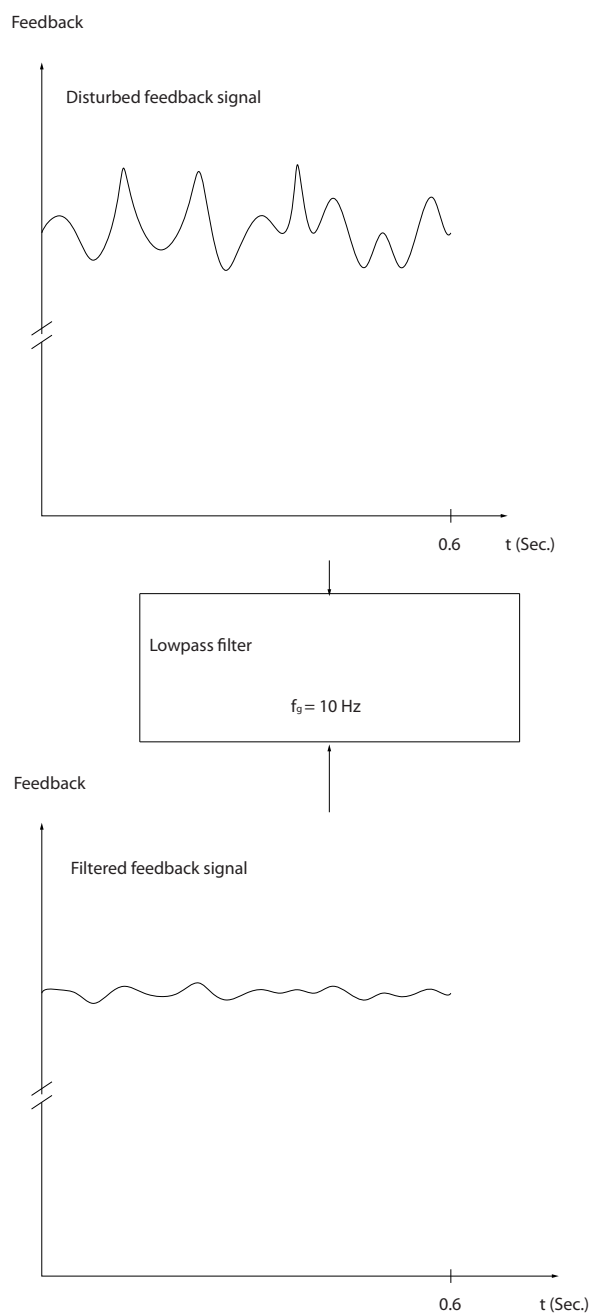 Feedback
Disturbed feedback signal
0.6 t (Sec.)
Lowpass filter
fg = 10 Hz
Feedback
Filtered feedback signal
0.6 t (Sec.)